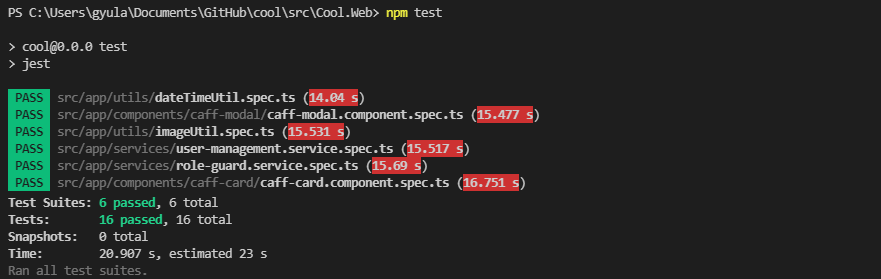 PS C:\Users\gyula\Documents\GitHub\cool\src\Cool.Web> npm test
> cool@0.0.0 test
> jest
PASS src/app/utils/dateTimeUtil.spec.ts (14.04 s)
PASS src/app/components/caff-modal/caff-modal.component.spec.ts (15.477 s)
PASS src/app/utils/imageUtil.spec.ts (15.531 s)
PASS src/app/services/user-management.service.spec.ts (15.517 s)
PASS src/app/services/role-guard.service.spec.ts (15.69 s)
PASS src/app/components/caff-card/caff-card.component.spec.ts (16.751 s)
Test Suites: 6 passed, 6 total
Tests:       16 passed, 16 total
Snapshots:   0 total
Time:        20.907 s, estimated 23 s
Ran all test suites.